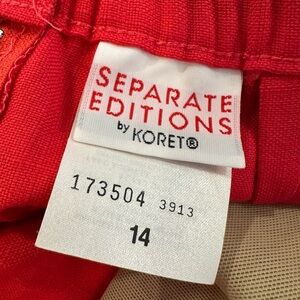 SEPARATE
EDITIONS
by KORET®
173504 3913
14